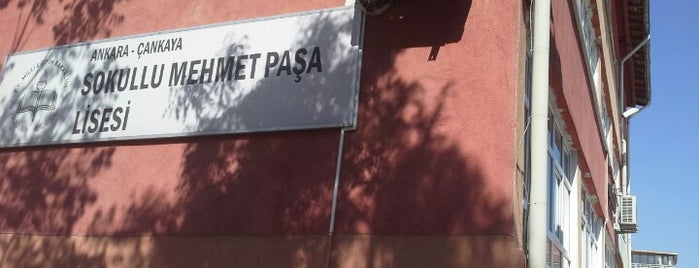 ANKARA - ÇANKAYA
SOKULLU MEHMET PAŞA
LİSESİ